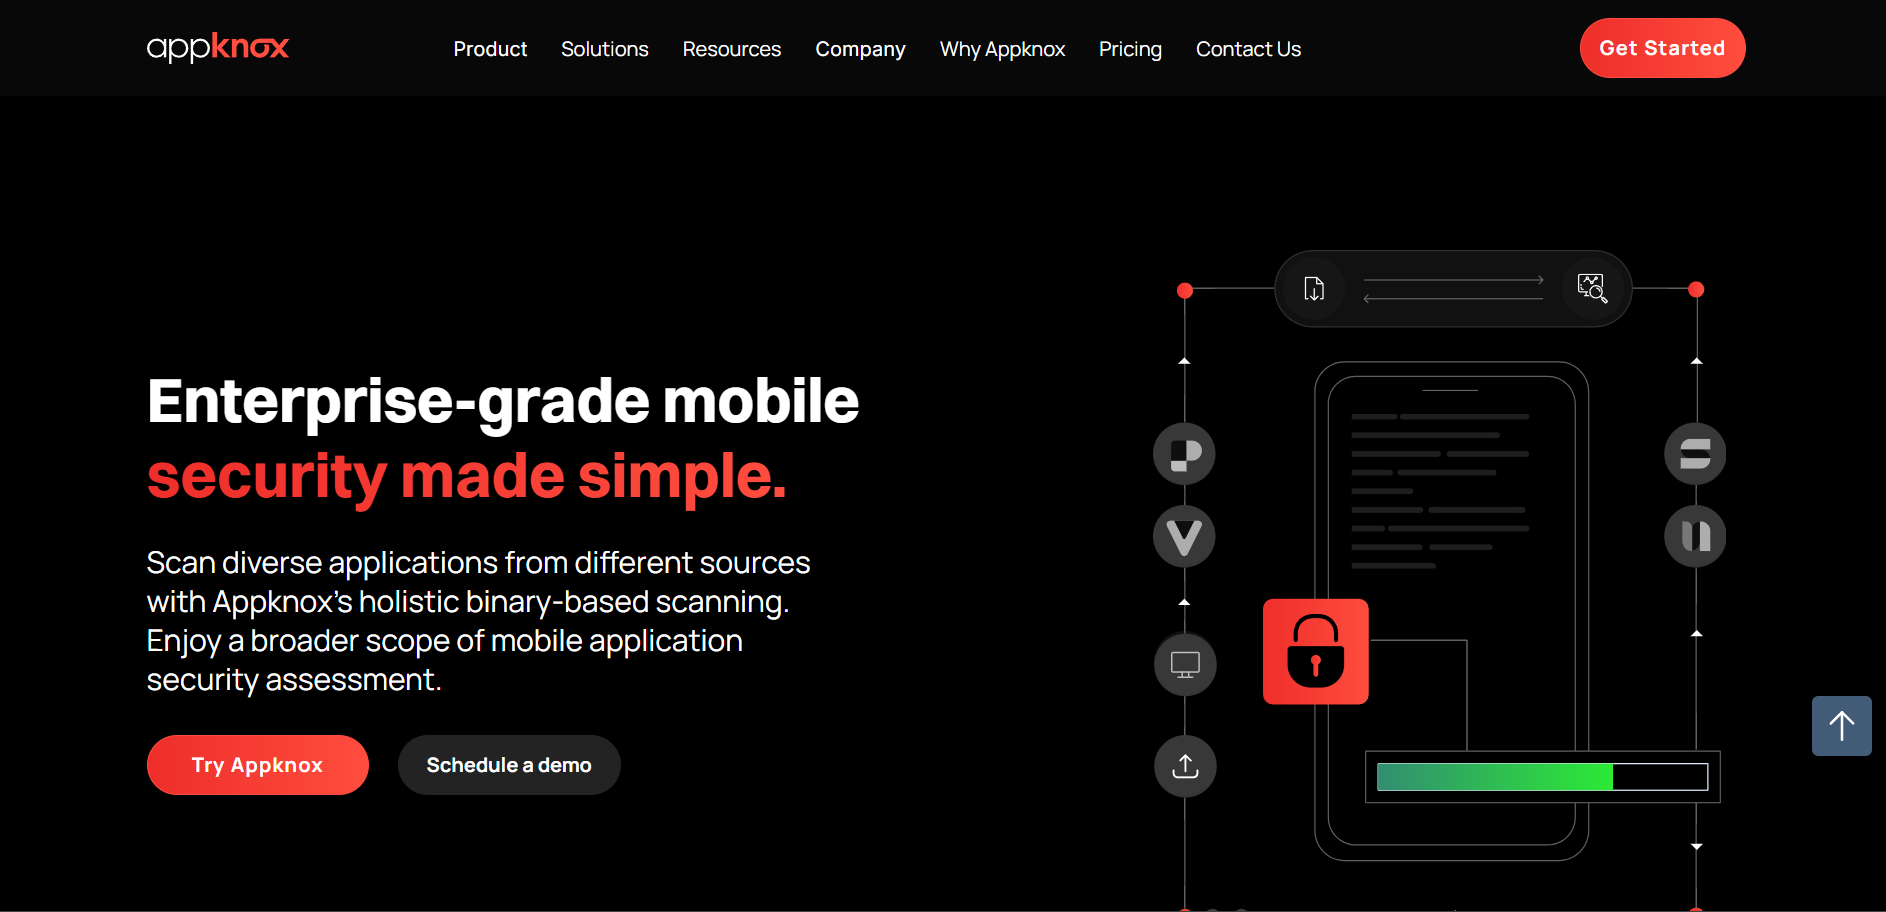 appknox
Product Solutions Resources Company Why Appknox Pricing Contact Us
Get Started
Enterprise-grade mobile
security made simple.
Scan diverse applications from different sources
with Appknox's holistic binary-based scanning.
Enjoy a broader scope of mobile application
security assessment.
Try Appknox
Schedule a demo